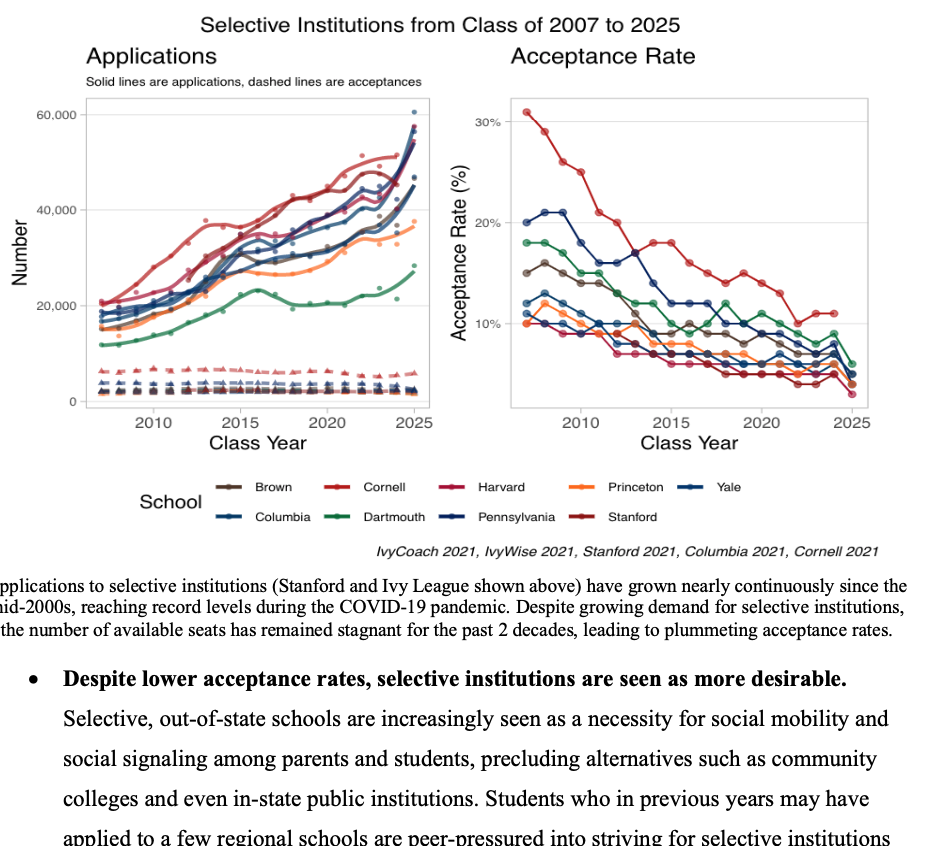 Selective Institutions from Class of 2007 to 2025
Applications
Solid lines are applications, dashed lines are acceptances
60,000
40,000
20,000
0
Number
2010
2015
2020
2025
Class Year
Acceptance Rate
30%
20%
10%
Acceptance Rate (%)
2010
2015
2020
2025
Class Year
School
Brown
Cornell
Harvard
Princeton
Yale
Columbia
Dartmouth
Pennsylvania
Stanford
IvyCoach 2021, IvyWise 2021, Stanford 2021, Columbia 2021, Cornell 2021
pplications to selective institutions (Stanford and Ivy League shown above) have grown nearly continuously since the
nid-2000s, reaching record levels during the COVID-19 pandemic. Despite growing demand for selective institutions,
the number of available seats has remained stagnant for the past 2 decades, leading to plummeting acceptance rates.
• Despite lower acceptance rates, selective institutions are seen as more desirable.
Selective, out-of-state schools are increasingly seen as a necessity for social mobility and
social signaling among parents and students, precluding alternatives such as community
colleges and even in-state public institutions. Students who in previous years may have
applied to a few regional schools are peer-pressured into striving for selective institutions